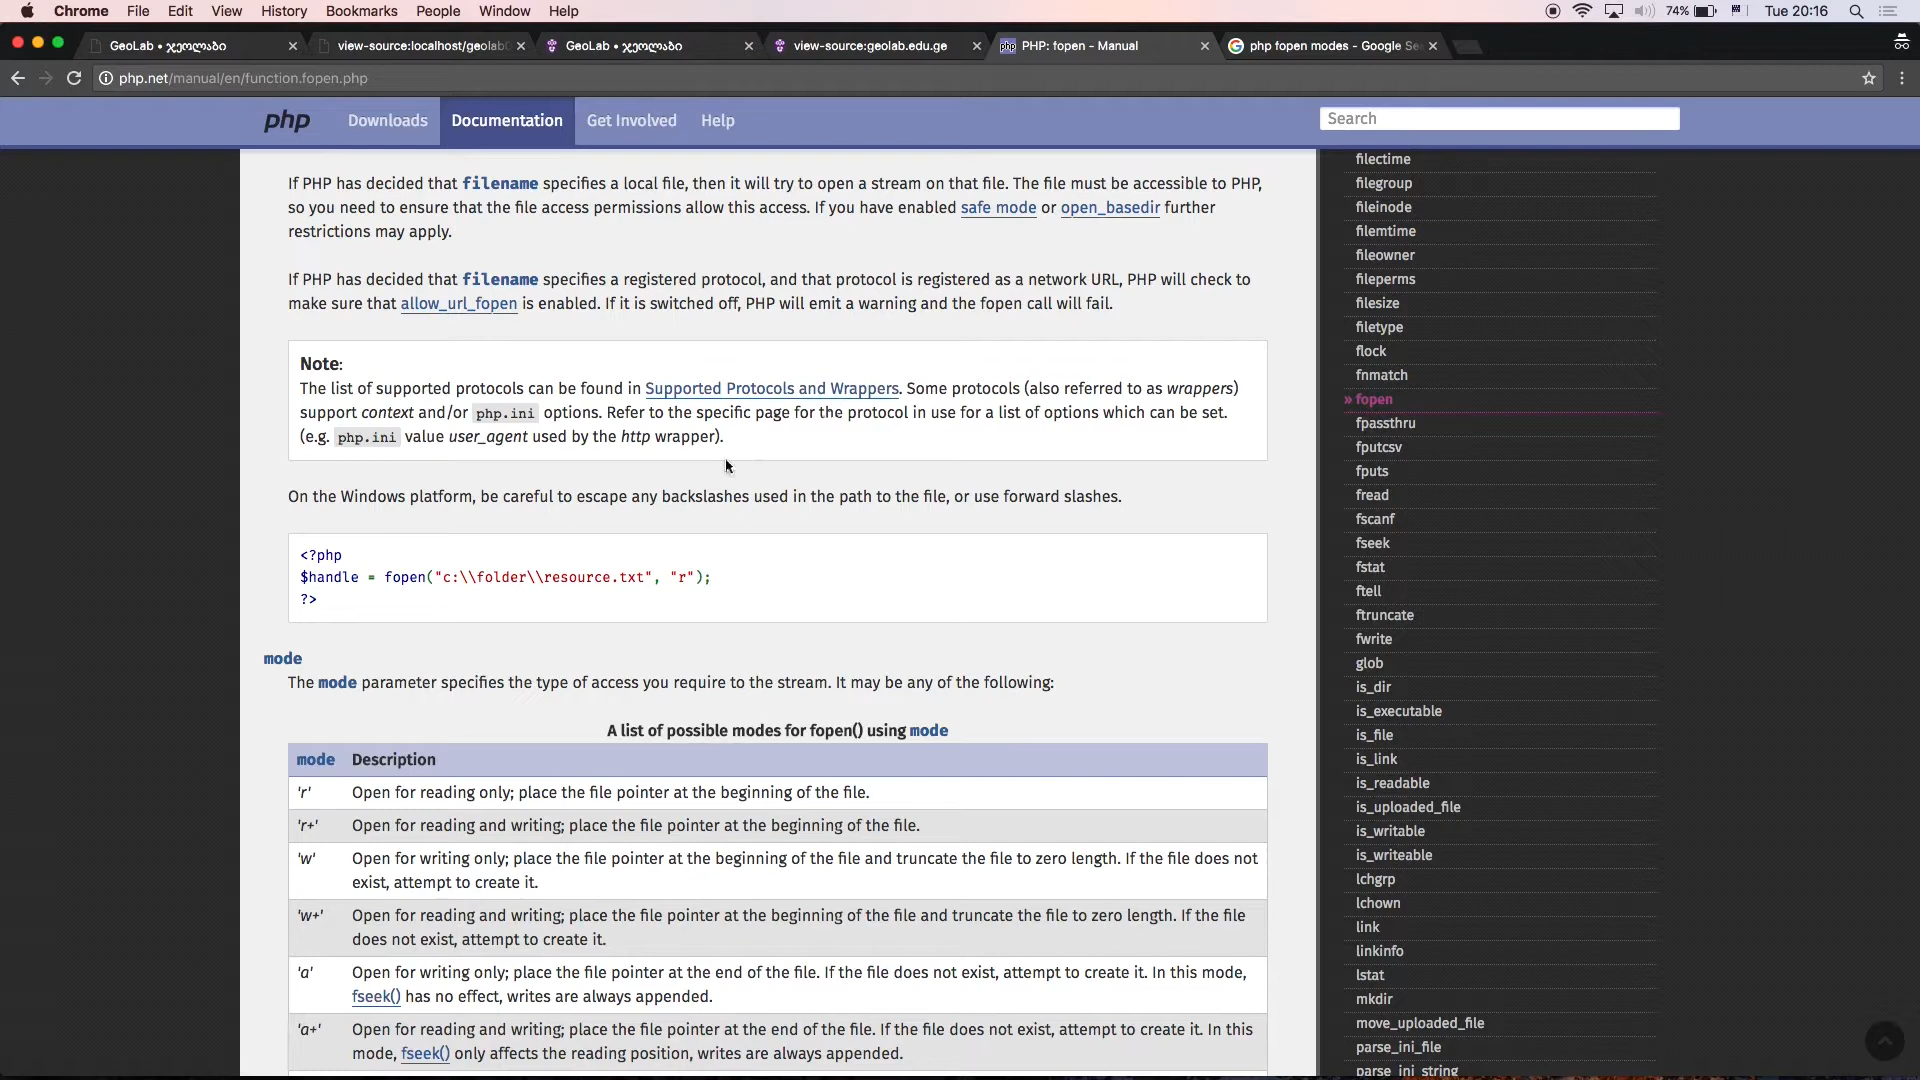 Chrome File Edit View History Bookmarks People Window Help 74% Tue 20:16
GeoLab • ჯეოლაბი view-source:localhost/geolab GeoLab • ჯეოლაბი view-source:geolab.edu.ge php PHP: fopen - Manual php fopen modes - Google Se
php.net/manual/en/function.fopen.php
php Downloads Documentation Get Involved Help Search
If PHP has decided that filename specifies a local file, then it will try to open a stream on that file. The file must be accessible to PHP,
so you need to ensure that the file access permissions allow this access. If you have enabled safe mode or open_basedir further
restrictions may apply.
If PHP has decided that filename specifies a registered protocol, and that protocol is registered as a network URL, PHP will check to
make sure that allow_url_fopen is enabled. If it is switched off, PHP will emit a warning and the fopen call will fail.
Note:
The list of supported protocols can be found in Supported Protocols and Wrappers. Some protocols (also referred to as wrappers)
support context and/or php.ini options. Refer to the specific page for the protocol in use for a list of options which can be set.
(e.g. php.ini value user_agent used by the http wrapper).
On the Windows platform, be careful to escape any backslashes used in the path to the file, or use forward slashes.
<?php
$handle = fopen("c:\\folder\\resource.txt", "r");
?>
mode
The mode parameter specifies the type of access you require to the stream. It may be any of the following:
A list of possible modes for fopen() using mode
mode Description
'r' Open for reading only; place the file pointer at the beginning of the file.
'r+' Open for reading and writing; place the file pointer at the beginning of the file.
'w' Open for writing only; place the file pointer at the beginning of the file and truncate the file to zero length. If the file does not
exist, attempt to create it.
'w+' Open for reading and writing; place the file pointer at the beginning of the file and truncate the file to zero length. If the file
does not exist, attempt to create it.
'a' Open for writing only; place the file pointer at the end of the file. If the file does not exist, attempt to create it. In this mode,
fseek() has no effect, writes are always appended.
'a+' Open for reading and writing; place the file pointer at the end of the file. If the file does not exist, attempt to create it. In this
mode, fseek() only affects the reading position, writes are always appended.
filectime
filegroup
fileinode
filemtime
fileowner
fileperms
filesize
filetype
flock
fnmatch
» fopen
fpassthru
fputcsv
fputs
fread
fscanf
fseek
fstat
ftell
ftruncate
fwrite
glob
is_dir
is_executable
is_file
is_link
is_readable
is_uploaded_file
is_writable
is_writeable
lchgrp
lchown
link
linkinfo
lstat
mkdir
move_uploaded_file
parse_ini_file
parse_ini_string